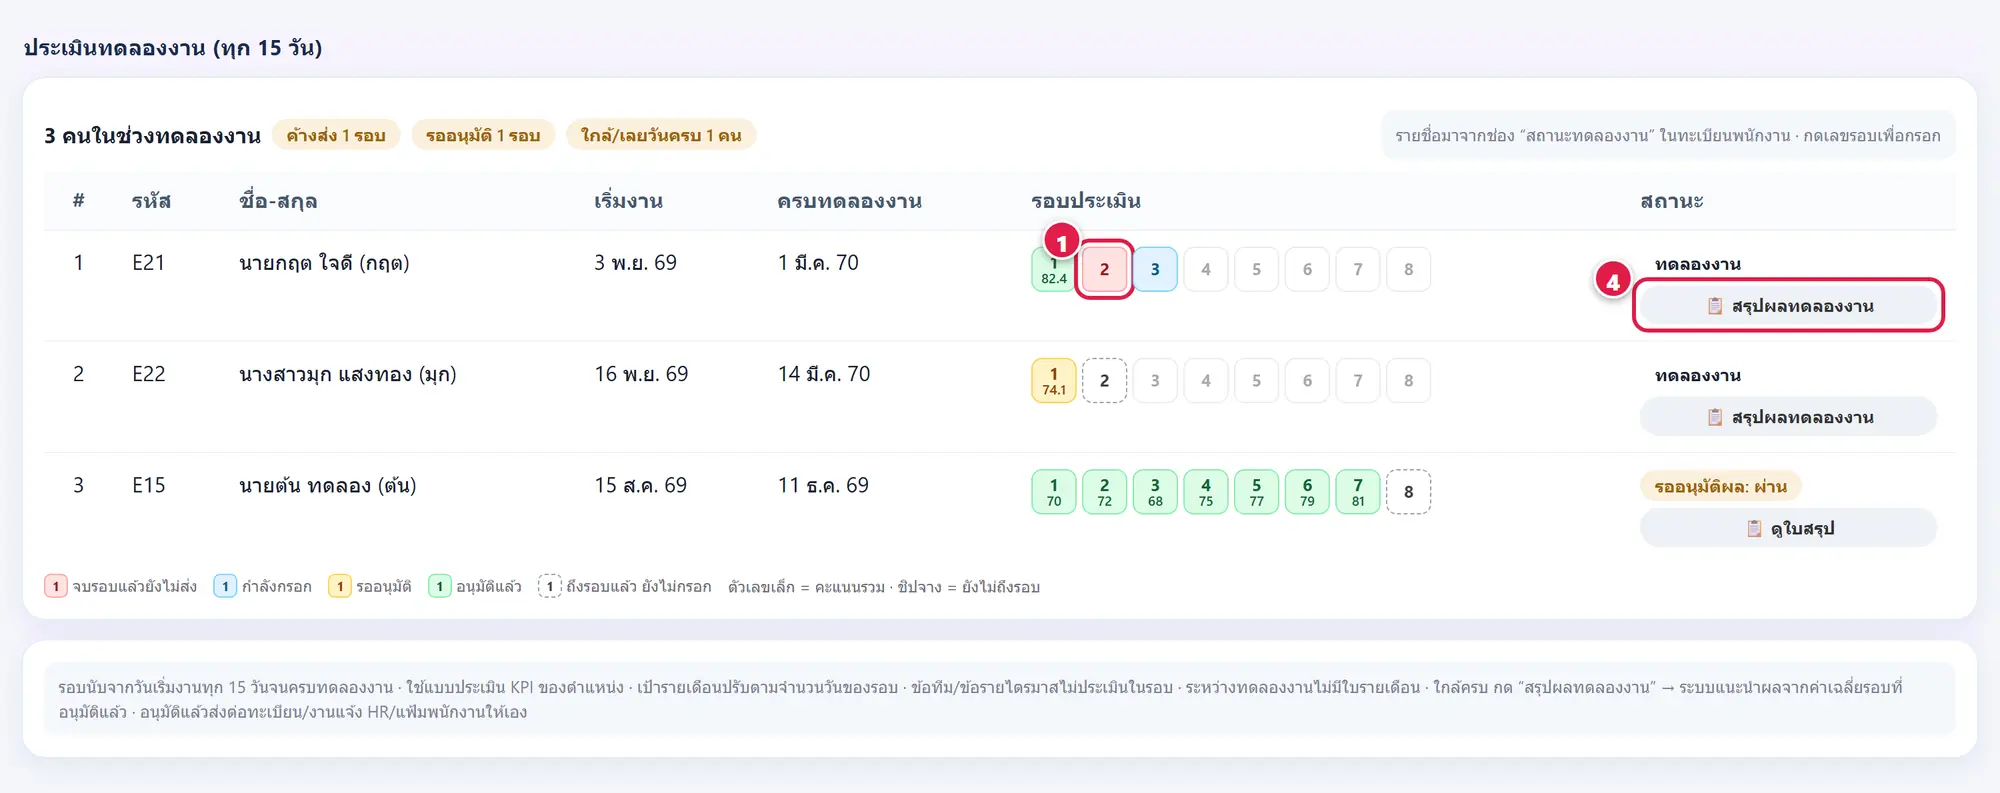 ประเมินทดลองงาน (ทุก 15 วัน)
3 คนในช่วงทดลองงาน ค้างส่ง 1 รอบ รออนุมัติ 1 รอบ ใกล้/เลยวันครบ 1 คน รายชื่อมาจากช่อง “สถานะทดลองงาน” ในทะเบียนพนักงาน · กดเลขรอบเพื่อกรอก
# รหัส ชื่อ-สกุล เริ่มงาน ครบทดลองงาน รอบประเมิน สถานะ
1 E21 นายกฤต ใจดี (กฤต) 3 พ.ย. 69 1 มี.ค. 70 1 82.4 1 2 3 4 5 6 7 8 ทดลองงาน
4 📋 สรุปผลทดลองงาน
2 E22 นางสาวมุก แสงทอง (มุก) 16 พ.ย. 69 14 มี.ค. 70 1 74.1 2 3 4 5 6 7 8 ทดลองงาน
📋 สรุปผลทดลองงาน
3 E15 นายต้น ทดลอง (ต้น) 15 ส.ค. 69 11 ธ.ค. 69 1 70 2 72 3 68 4 75 5 77 6 79 7 81 8 รออนุมัติผล: ผ่าน
📋 ดูใบสรุป
1 จบรอบแล้วยังไม่ส่ง 1 กำลังกรอก 1 รออนุมัติ 1 อนุมัติแล้ว 1 ถึงรอบแล้ว ยังไม่กรอก ตัวเลขเล็ก = คะแนนรวม · ชิปจาง = ยังไม่ถึงรอบ
รอบนับจากวันเริ่มงานทุก 15 วันจนครบทดลองงาน · ใช้แบบประเมิน KPI ของตำแหน่ง · เป้ารายเดือนปรับตามจำนวนวันของรอบ · ข้อทีม/ข้อรายไตรมาสไม่ประเมินในรอบ · ระหว่างทดลองงานไม่มีใบรายเดือน · ใกล้ครบ กด “สรุปผลทดลองงาน” → ระบบแนะนำผลจากค่าเฉลี่ยรอบที่
อนุมัติแล้ว · อนุมัติแล้วส่งต่อทะเบียน/งานแจ้ง HR/แฟ้มพนักงานให้เอง